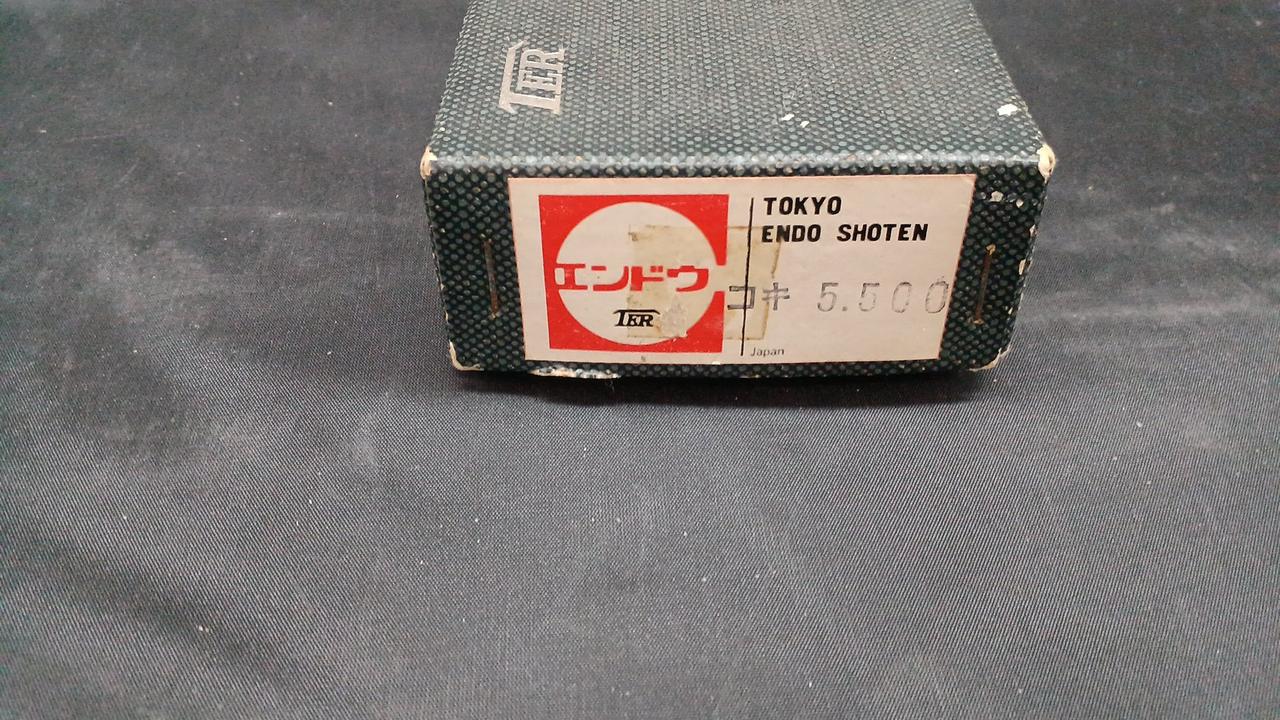 TER
エンドウ
TER
TOKYO
ENDO SHOTEN
コキ 5.500
Japan